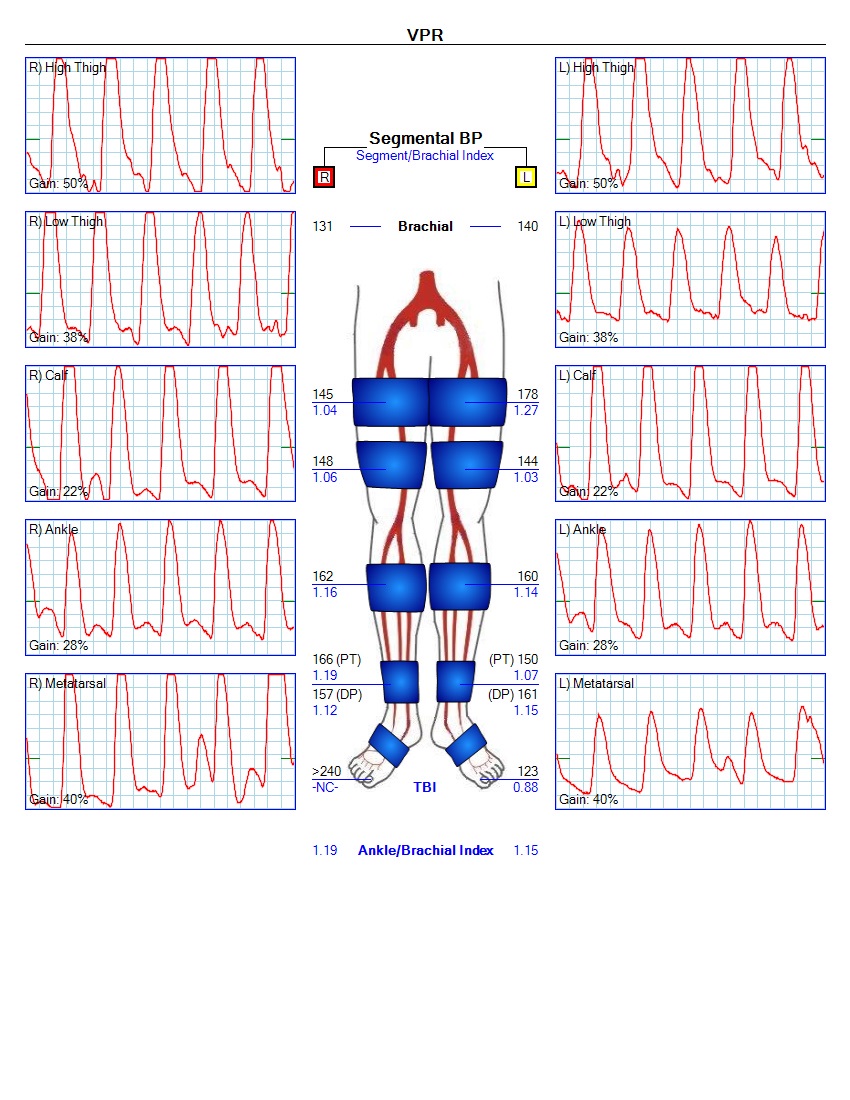 VPR
R) High Thigh
Gain: 50%
L) High Thigh
Gain: 50%
Segmental BP
Segment/Brachial Index
R
L
131 Brachial 140
R) Low Thigh
Gain: 38%
L) Low Thigh
Gain: 38%
R) Calf
Gain: 22%
L) Calf
Gain: 22%
145 178
1.04 1.27
148 144
1.06 1.03
R) Ankle
Gain: 28%
L) Ankle
Gain: 28%
162 160
1.16 1.14
R) Metatarsal
Gain: 40%
L) Metatarsal
Gain: 40%
166 (PT) (PT) 150
1.19 1.07
157 (DP) (DP) 161
1.12 1.15
>240 123
-NC- TBI 0.88
1.19 Ankle/Brachial Index 1.15